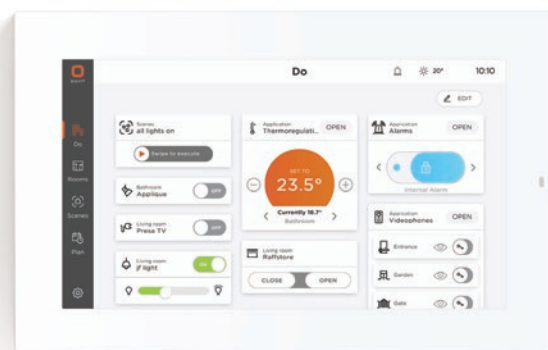 Do
20°
10:10
EDIT
Scenes
all lights on
Swipe to execute
Bathroom
Applique
OFF
Living room
Presa TV
OFF
Living room
jf light
ON
Application
Thermoregulati..
OPEN
SET TO
23.5°
Currently 18.7°
Bathroom
Living room
Raffstore
CLOSE
OPEN
Application
Alarms
OPEN
Internal Alarm
Application
Videophones
OPEN
Entrance
Garden
Gate
Do
Rooms
Scenes
Plan